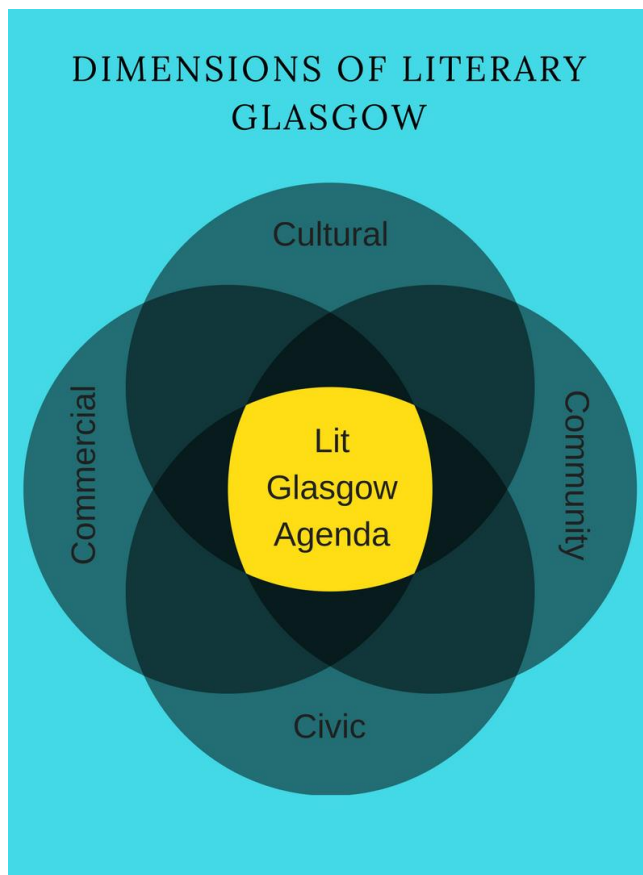 DIMENSIONS OF LITERARY
GLASGOW
Cultural
Commercial
Lit
Glasgow
Agenda
Community
Civic